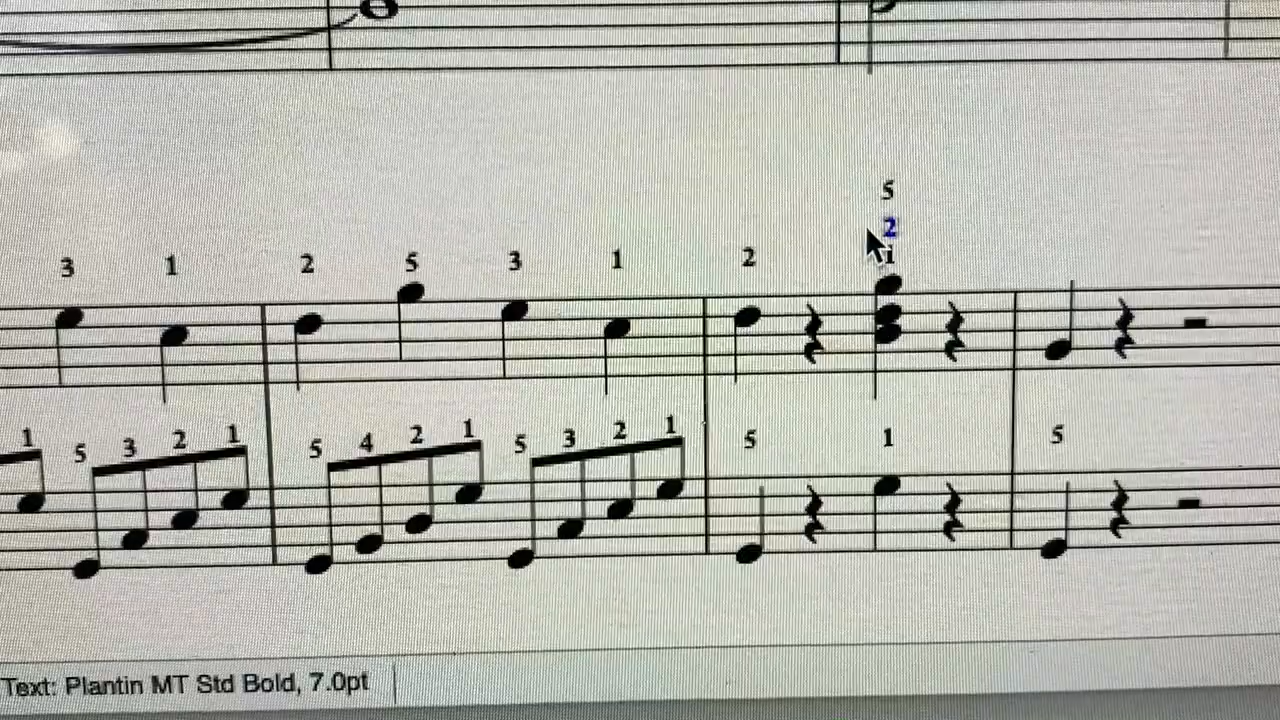 5
2
1
3 1 2 5 3 1 2
1 5 3 2 1 5 4 2 1 5 3 2 1 5 1 5
Text: Plantin MT Std Bold, 7.0pt